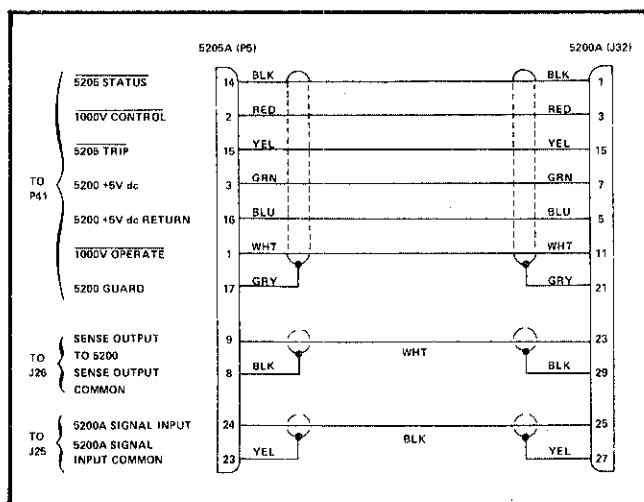 5205A (P5) 5200A (J32)
5205 STATUS 14 BLK BLK 1
1000V CONTROL 2 RED RED 3
5205 TRIP 15 YEL YEL 15
TO P41
5200 +5V dc 3 GRN GRN 7
5200 +5V dc RETURN 16 BLU BLU 5
1000V OPERATE 1 WHT WHT 11
5200 GUARD 17 GRY GRY 21
TO J26
SENSE OUTPUT 9 23
TO 5200 WHT
SENSE OUTPUT 8 BLK BLK 29
COMMON
TO J25
5200A SIGNAL INPUT 24 25
5200A SIGNAL BLK
INPUT COMMON 23 YEL YEL 27